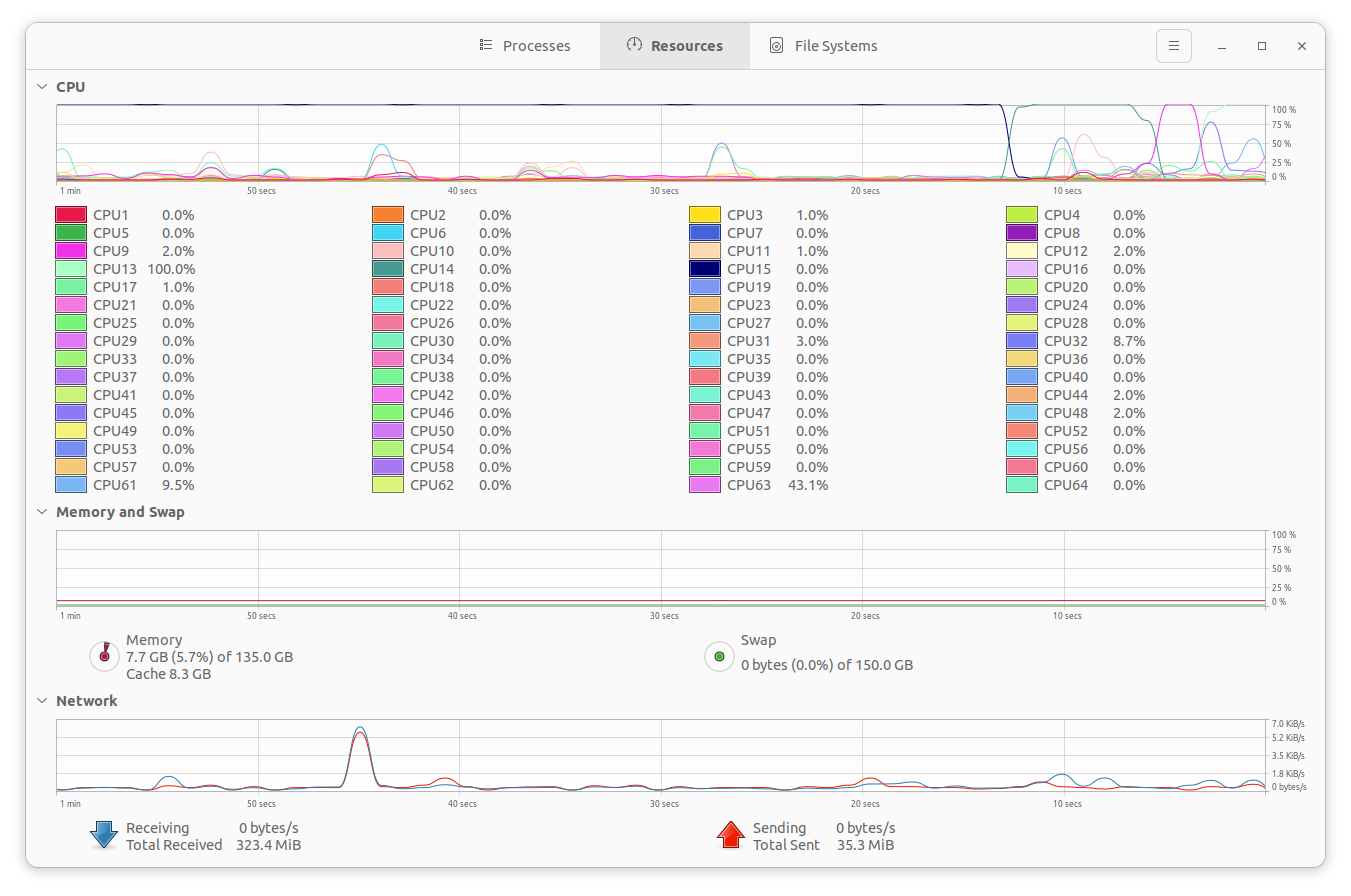 Processes Resources File Systems
CPU
100 %
75 %
50 %
25 %
0 %
1 min 50 secs 40 secs 30 secs 20 secs 10 secs
CPU1 0.0% CPU2 0.0% CPU3 1.0% CPU4 0.0%
CPU5 0.0% CPU6 0.0% CPU7 0.0% CPU8 0.0%
CPU9 2.0% CPU10 0.0% CPU11 1.0% CPU12 2.0%
CPU13 100.0% CPU14 0.0% CPU15 0.0% CPU16 0.0%
CPU17 1.0% CPU18 0.0% CPU19 0.0% CPU20 0.0%
CPU21 0.0% CPU22 0.0% CPU23 0.0% CPU24 0.0%
CPU25 0.0% CPU26 0.0% CPU27 0.0% CPU28 0.0%
CPU29 0.0% CPU30 0.0% CPU31 3.0% CPU32 8.7%
CPU33 0.0% CPU34 0.0% CPU35 0.0% CPU36 0.0%
CPU37 0.0% CPU38 0.0% CPU39 0.0% CPU40 0.0%
CPU41 0.0% CPU42 0.0% CPU43 0.0% CPU44 2.0%
CPU45 0.0% CPU46 0.0% CPU47 0.0% CPU48 2.0%
CPU49 0.0% CPU50 0.0% CPU51 0.0% CPU52 0.0%
CPU53 0.0% CPU54 0.0% CPU55 0.0% CPU56 0.0%
CPU57 0.0% CPU58 0.0% CPU59 0.0% CPU60 0.0%
CPU61 9.5% CPU62 0.0% CPU63 43.1% CPU64 0.0%
Memory and Swap
100 %
75 %
50 %
25 %
0 %
1 min 50 secs 40 secs 30 secs 20 secs 10 secs
Memory
7.7 GB (5.7%) of 135.0 GB
Cache 8.3 GB
Swap
0 bytes (0.0%) of 150.0 GB
Network
7.0 KiB/s
5.2 KiB/s
3.5 KiB/s
1.8 KiB/s
0 bytes/s
1 min 50 secs 40 secs 30 secs 20 secs 10 secs
Receiving 0 bytes/s
Total Received 323.4 MiB
Sending 0 bytes/s
Total Sent 35.3 MiB